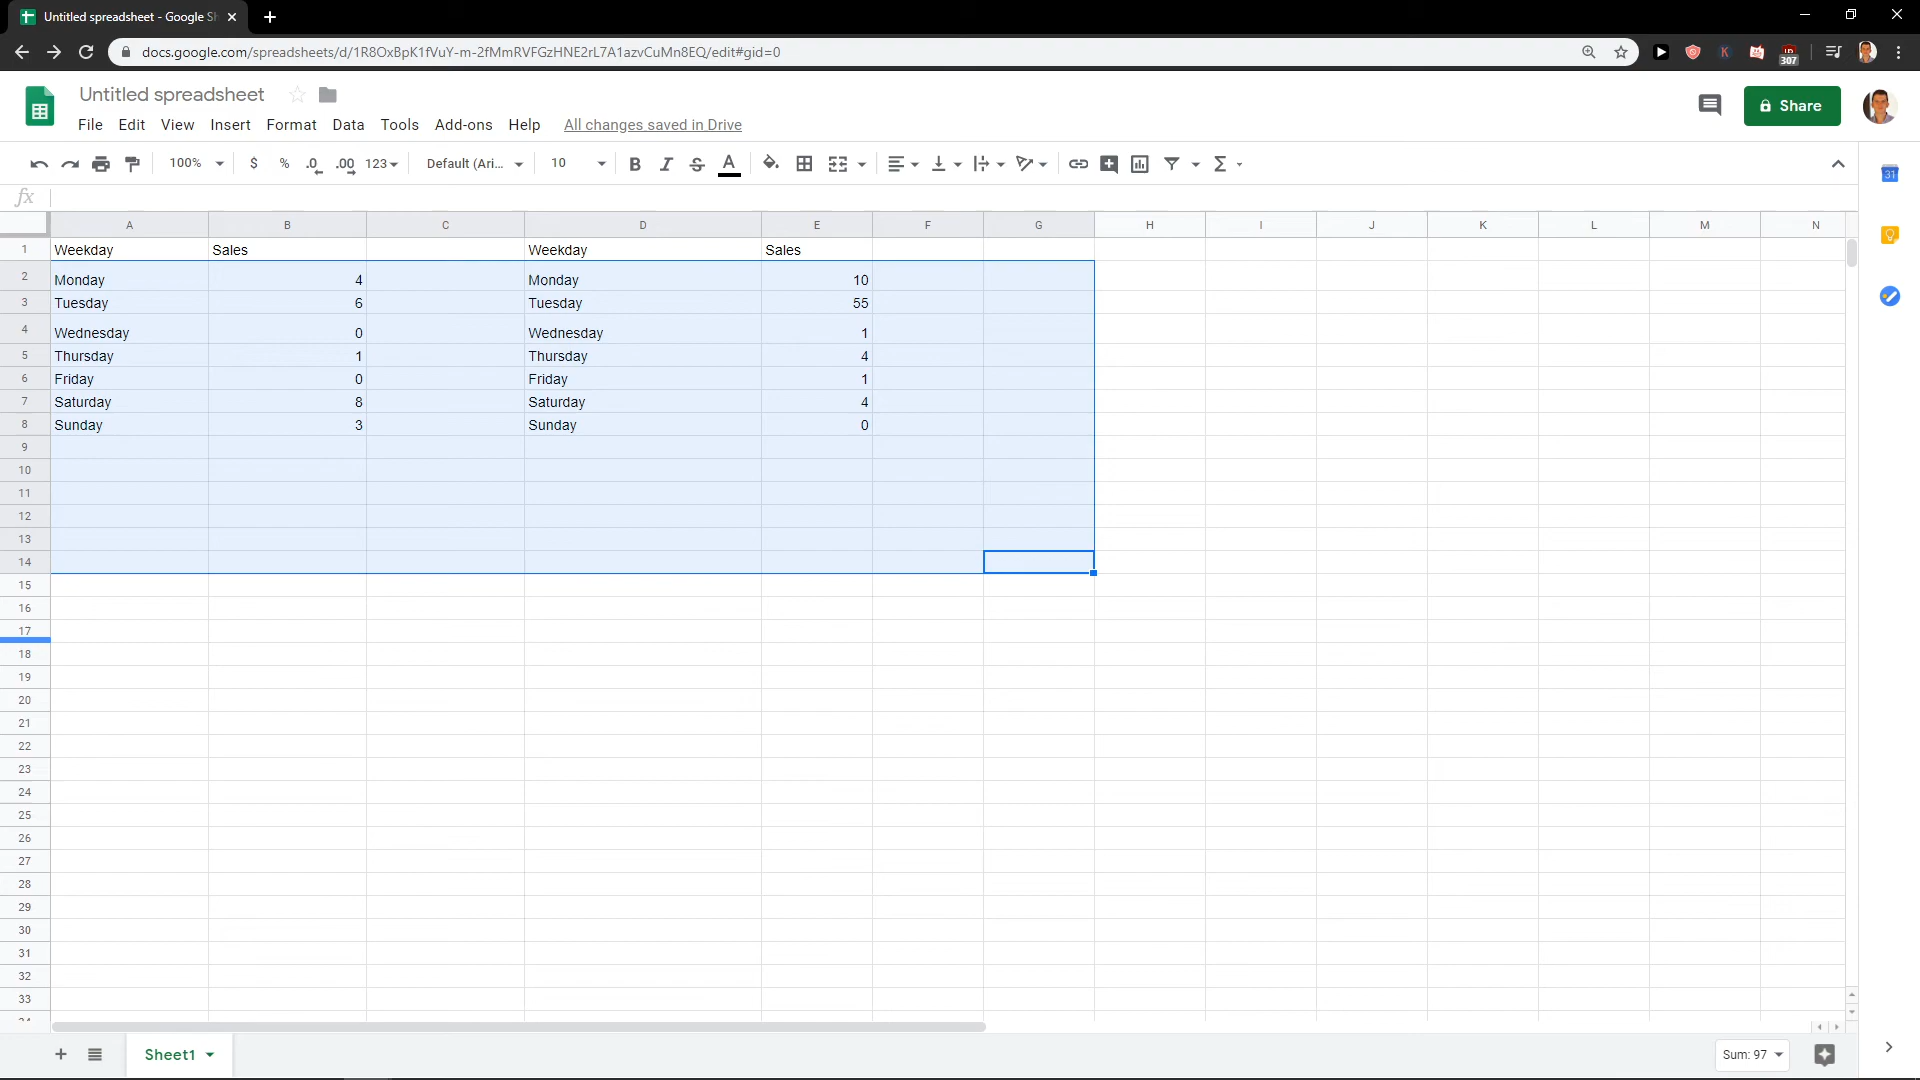 Untitled spreadsheet - Google Sh
docs.google.com/spreadsheets/d/1R8OxBpK1fVuY-m-2fMmRVFGzHNE2rL7A1azvCuMn8EQ/edit#gid=0
307
Untitled spreadsheet
File Edit View Insert Format Data Tools Add-ons Help All changes saved in Drive
Share
100% $ % .0 .00 123 Default (Ari... 10 B I S A Σ
31
fx
A B C D E F G H I J K L M N
1 Weekday Sales Weekday Sales
2 Monday 4 Monday 10
3 Tuesday 6 Tuesday 55
4 Wednesday 0 Wednesday 1
5 Thursday 1 Thursday 4
6 Friday 0 Friday 1
7 Saturday 8 Saturday 4
8 Sunday 3 Sunday 0
9
10
11
12
13
14
15
16
17
18
19
20
21
22
23
24
25
26
27
28
29
30
31
32
33
34
Sheet1
Sum: 97